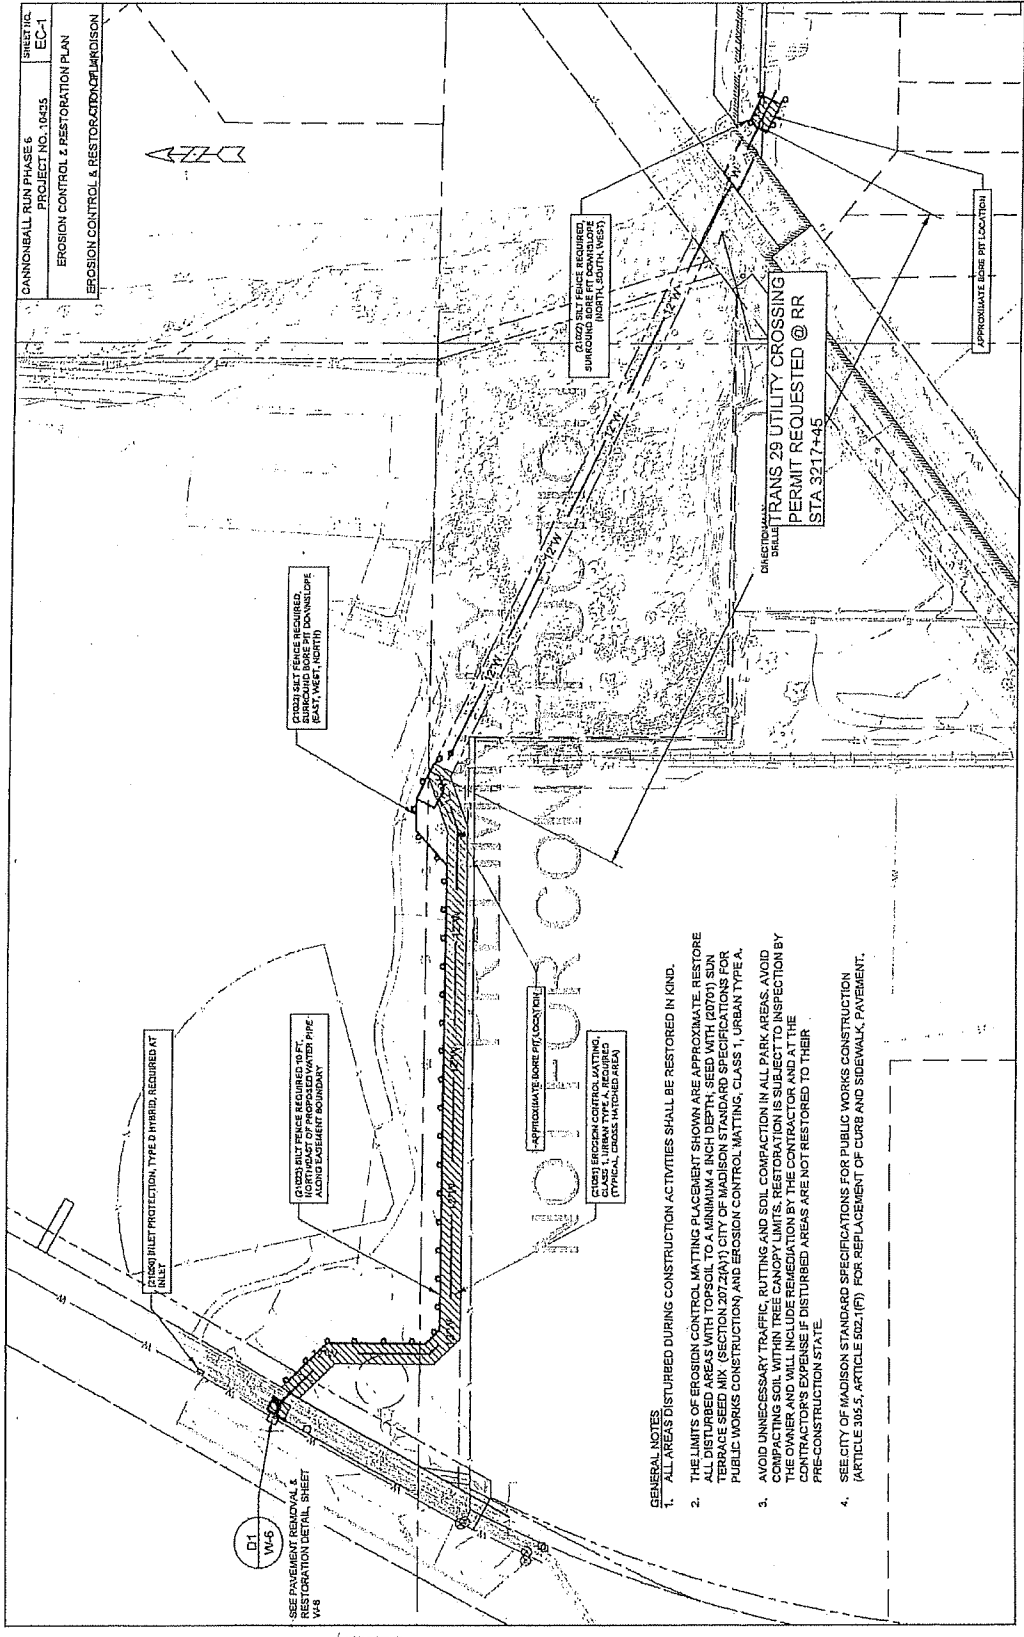 CANNONBALL RUN PHASE 6
PROJECT NO. 10435
SHEET NO.
EC-1
EROSION CONTROL & RESTORATION PLAN
EROSION CONTROL & RESTORATION
(21022) SILT FENCE REQUIRED,
SURROUND BORE PIT DOWNSLOPE
(NORTH, SOUTH, WEST)
APPROXIMATE BORE PIT LOCATION
TRANS 29 UTILITY CROSSING
PERMIT REQUESTED @ RR
STA 3217+45
12"W
12"W
12"W
12"W
(21022) SILT FENCE REQUIRED,
SURROUND BORE PIT DOWNSLOPE
(EAST, WEST, NORTH)
NOT FOR CONSTRUCTION
APPROXIMATE BORE PIT LOCATION
(21022) SILT FENCE REQUIRED 10 FT.
NORTHEAST OF PROPOSED WATER PIPE
ALONG EASEMENT BOUNDARY
INLET PROTECTION, TYPE D HYBRID, REQUIRED AT
INLET
EROSION CONTROL MATTING,
CLASS 1, URBAN TYPE A, REQUIRED
(TYPICAL, CROSS HATCHED AREA)
D1
W-6
SEE PAVEMENT REMOVAL &
RESTORATION DETAIL, SHEET
GENERAL NOTES
1. ALL AREAS DISTURBED DURING CONSTRUCTION ACTIVITIES SHALL BE RESTORED IN KIND.
2. THE LIMITS OF EROSION CONTROL MATTING PLACEMENT SHOWN ARE APPROXIMATE. RESTORE
ALL DISTURBED AREAS WITH TOPSOIL TO A MINIMUM 4 INCH DEPTH, SEED WITH (20701) SUN
TERRACE SEED MIX (SECTION 207.2(A1) CITY OF MADISON STANDARD SPECIFICATIONS FOR
PUBLIC WORKS CONSTRUCTION) AND EROSION CONTROL MATTING, CLASS 1, URBAN TYPE A.
3. AVOID UNNECESSARY TRAFFIC, RUTTING AND SOIL COMPACTION IN ALL PARK AREAS. AVOID
COMPACTING SOIL WITHIN TREE CANOPY LIMITS. RESTORATION IS SUBJECT TO INSPECTION BY
THE OWNER AND WILL INCLUDE REMEDIATION BY THE CONTRACTOR AND AT THE
CONTRACTOR'S EXPENSE IF DISTURBED AREAS ARE NOT RESTORED TO THEIR
PRE-CONSTRUCTION STATE.
4. SEE CITY OF MADISON STANDARD SPECIFICATIONS FOR PUBLIC WORKS CONSTRUCTION
(ARTICLE 305.5, ARTICLE 502.1(F)) FOR REPLACEMENT OF CURB AND SIDEWALK, PAVEMENT.